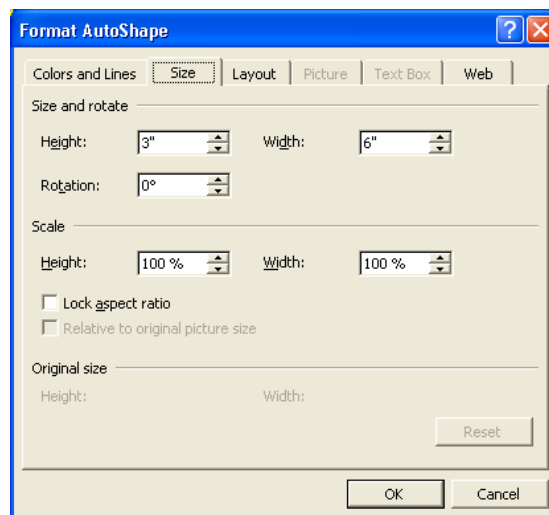 Format AutoShape
Colors and Lines Size Layout Picture Text Box Web
Size and rotate
Height: 3" Width: 6"
Rotation: 0°
Scale
Height: 100 % Width: 100 %
Lock aspect ratio
Relative to original picture size
Original size
Height: Width:
Reset
OK Cancel